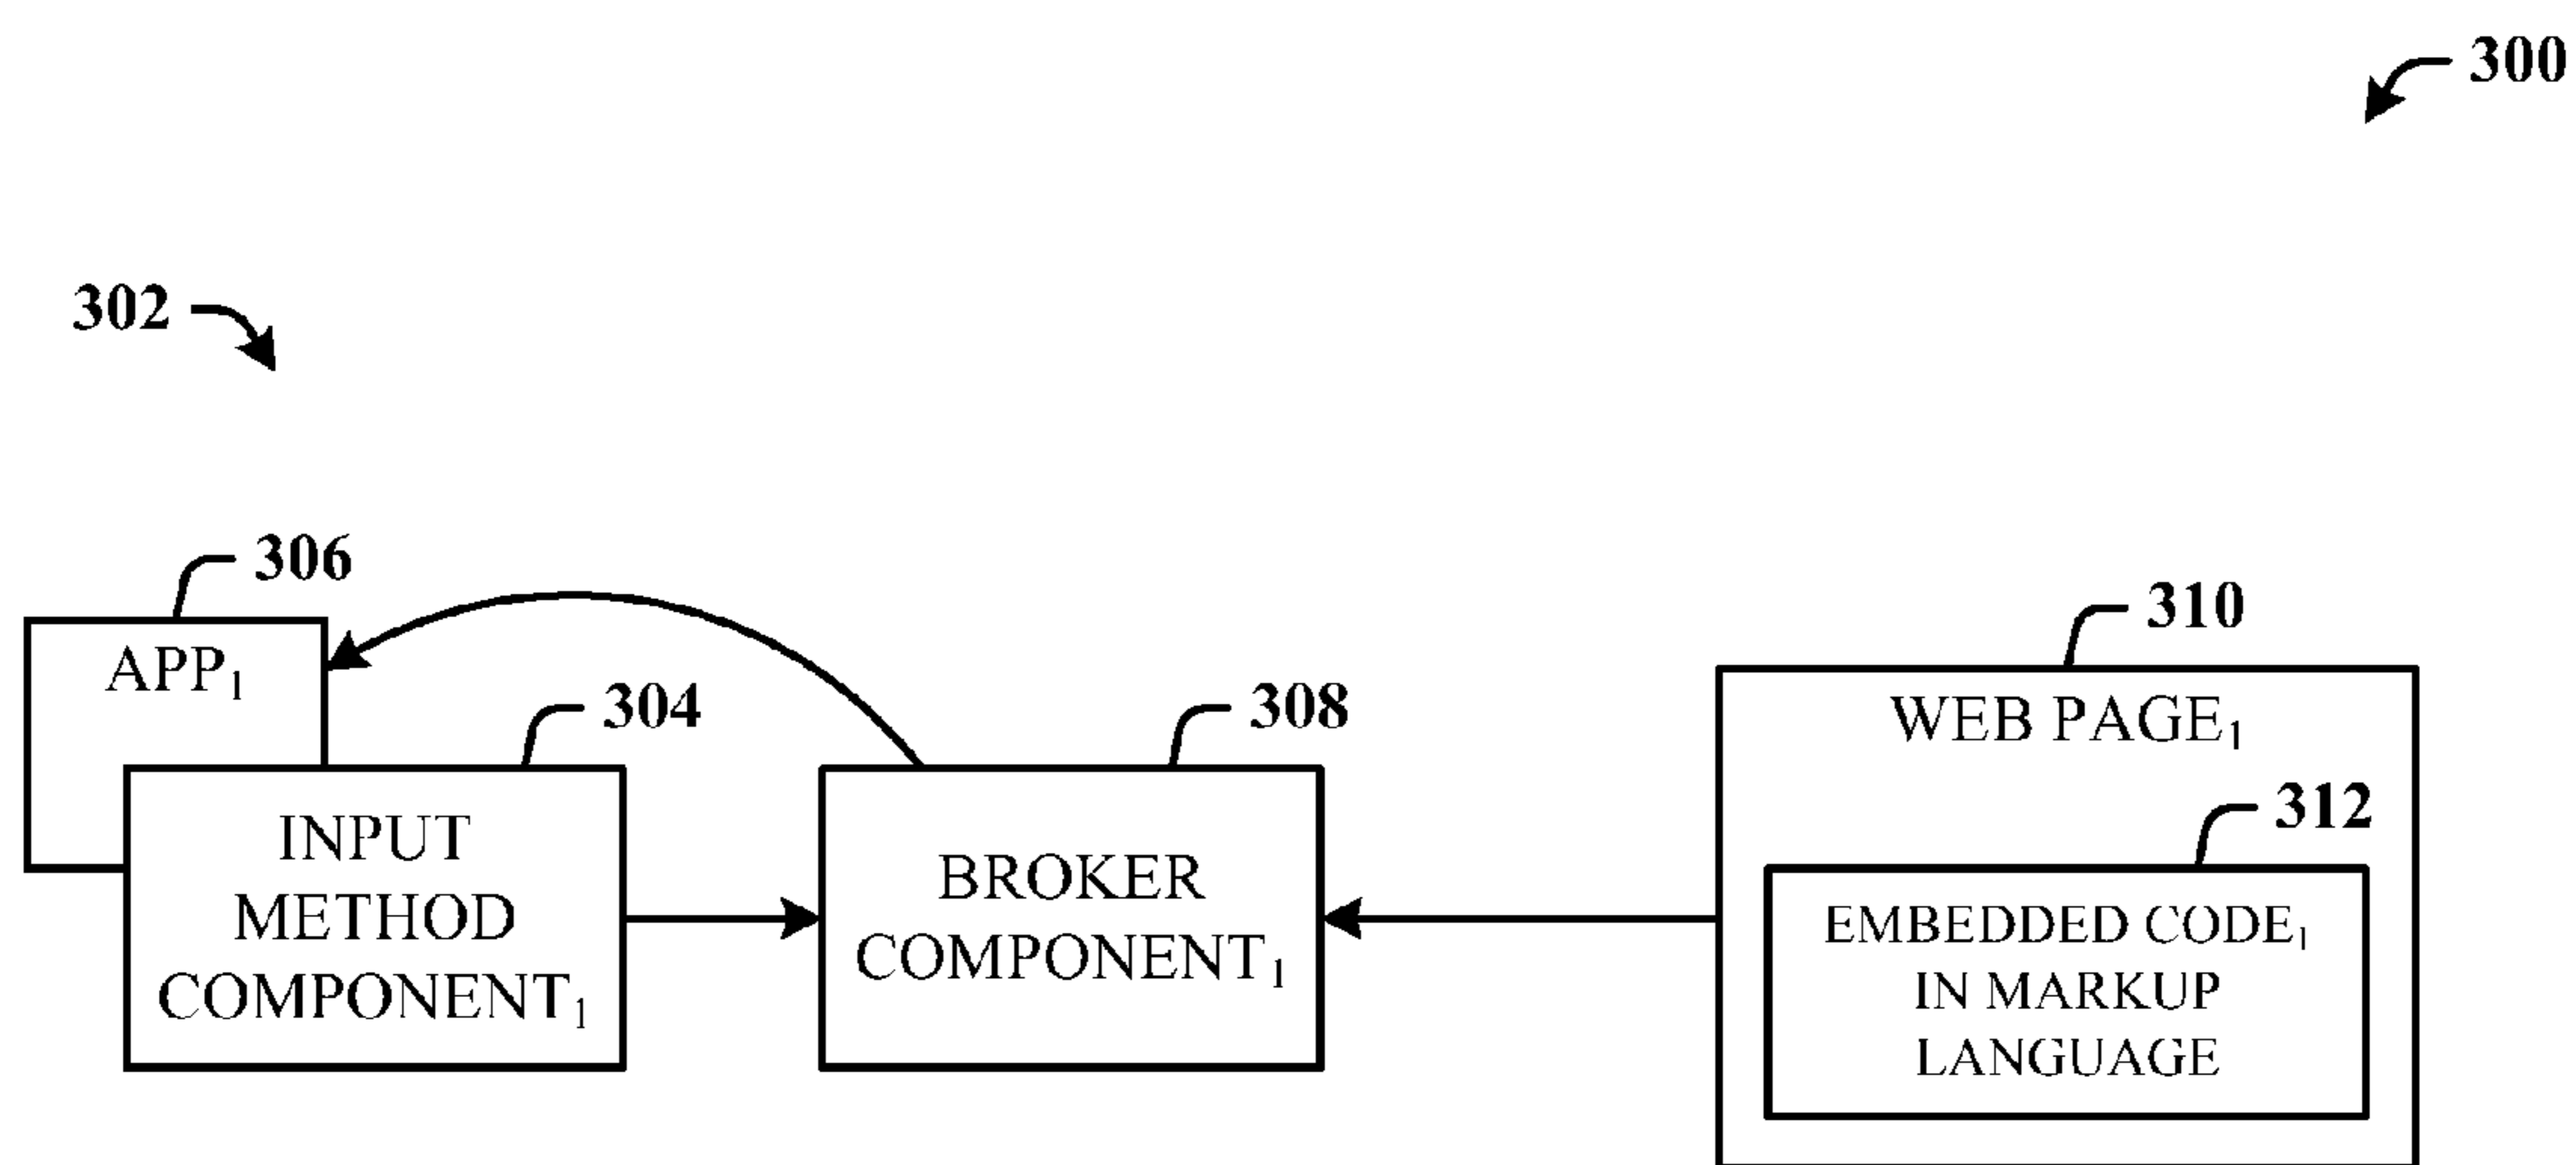 300
302
306
APP₁
304
308
310
WEB PAGE₁
312
INPUT
METHOD
COMPONENT₁
BROKER
COMPONENT₁
EMBEDDED CODE₁
IN MARKUP
LANGUAGE